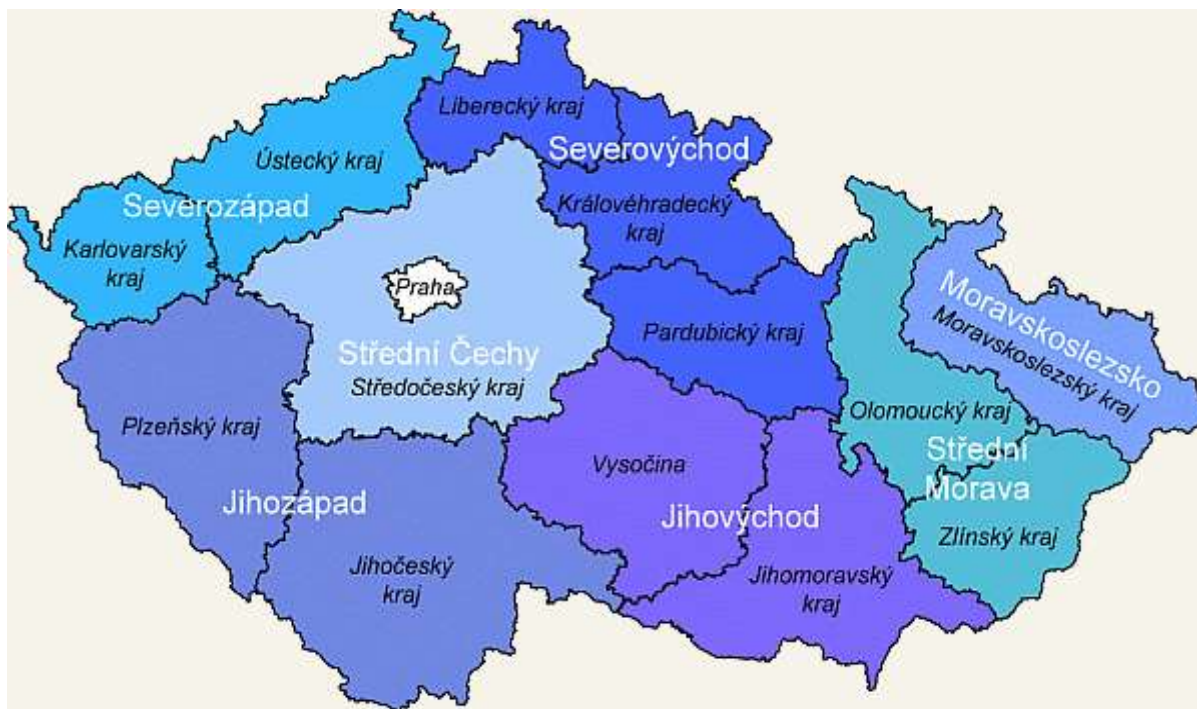 Liberecký kraj
Severovýchod
Ústecký kraj
Severozápad
Karlovarský
kraj
Královéhradecký
kraj
Praha
Střední Čechy
Středočeský kraj
Pardubický kraj
Moravskoslezsko
Moravskoslezský kraj
Plzeňský kraj
Olomoucký kraj
Střední
Morava
Vysočina
Jihozápad
Jihovýchod
Zlínský kraj
Jihočeský
kraj
Jihomoravský
kraj